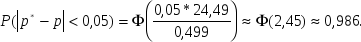 P(|p* − p| < 0,05) = Φ(0,05 * 24,49 / 0,499) ≈ Φ(2,45) ≈ 0,986.